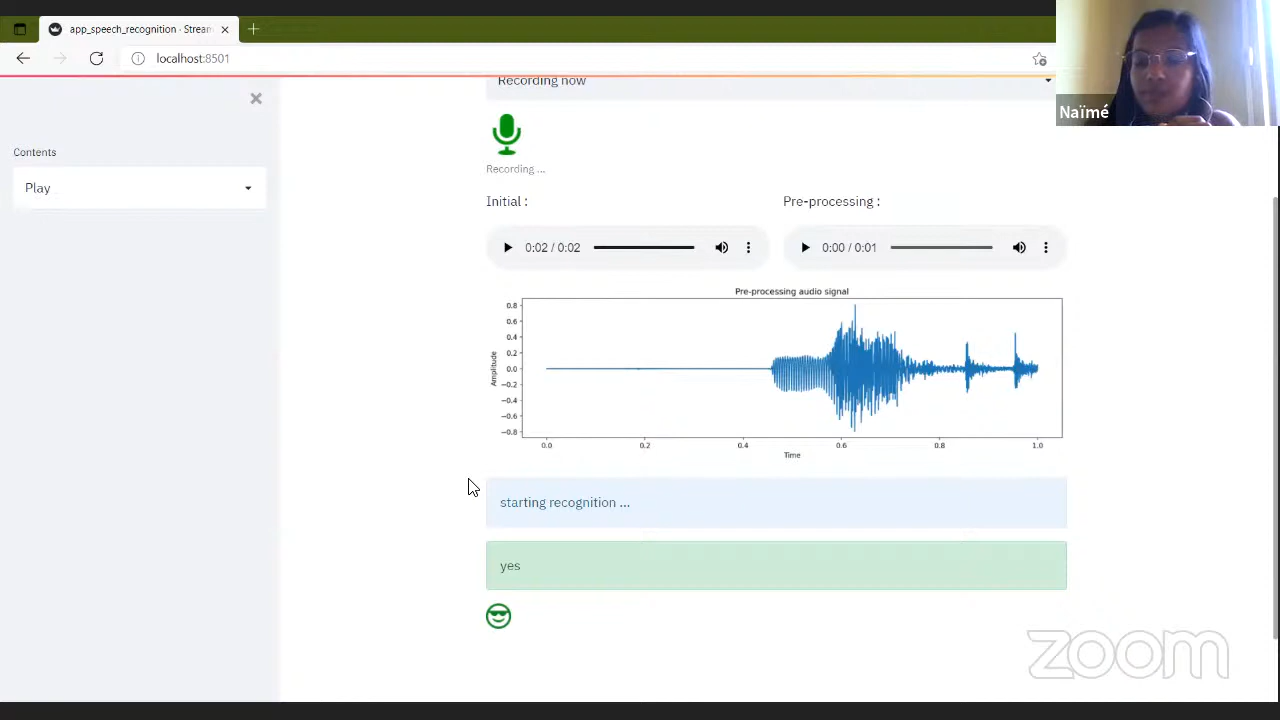 app_speech_recognition · Stream
localhost:8501
Naïmé
Contents
Play
Recording now
Recording ...
Initial :
Pre-processing :
0:02 / 0:02
0:00 / 0:01
Pre-processing audio signal
Amplitude
0.8
0.6
0.4
0.2
0.0
−0.2
−0.4
−0.6
−0.8
0.0 0.2 0.4 0.6 0.8 1.0
Time
starting recognition ...
yes
zoom